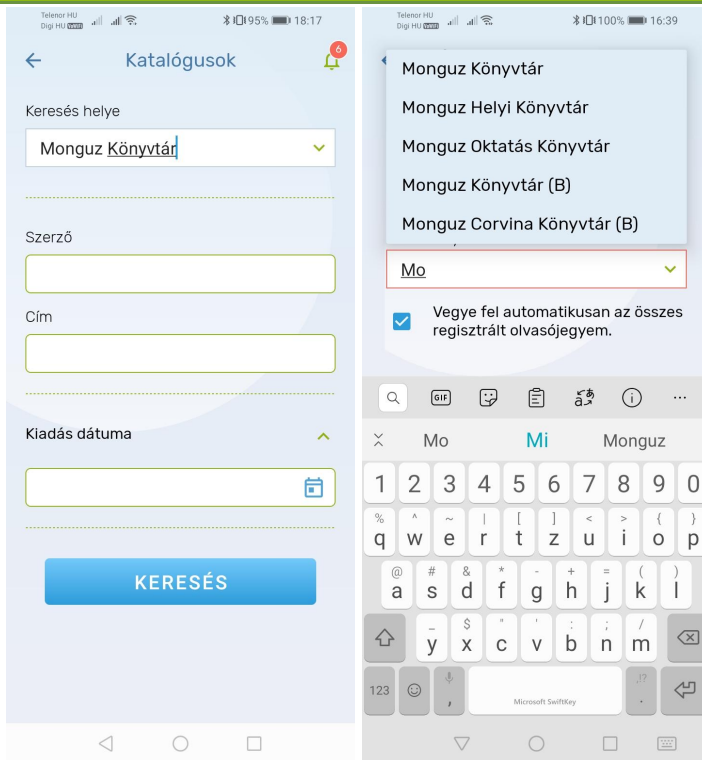 Telenor HU
Digi HU VoWiFi
95% 18:17
Katalógusok
6
Keresés helye
Monguz Könyvtár
Szerző
Cím
Kiadás dátuma
KERESÉS
Telenor HU
Digi HU VoWiFi
100% 16:39
Monguz Könyvtár
Monguz Helyi Könyvtár
Monguz Oktatás Könyvtár
Monguz Könyvtár (B)
Monguz Corvina Könyvtár (B)
Mo
Vegye fel automatikusan az összes
regisztrált olvasójegyem.
GIF
Mo Mi Monguz
1 2 3 4 5 6 7 8 9 0
% ^ ~ | [ ] < > { }
q w e r t z u i o p
@ # & * - + = ( )
a s d f g h j k l
_ $ " ' : ; /
y x c v b n m
123 , Microsoft SwiftKey ,!? .